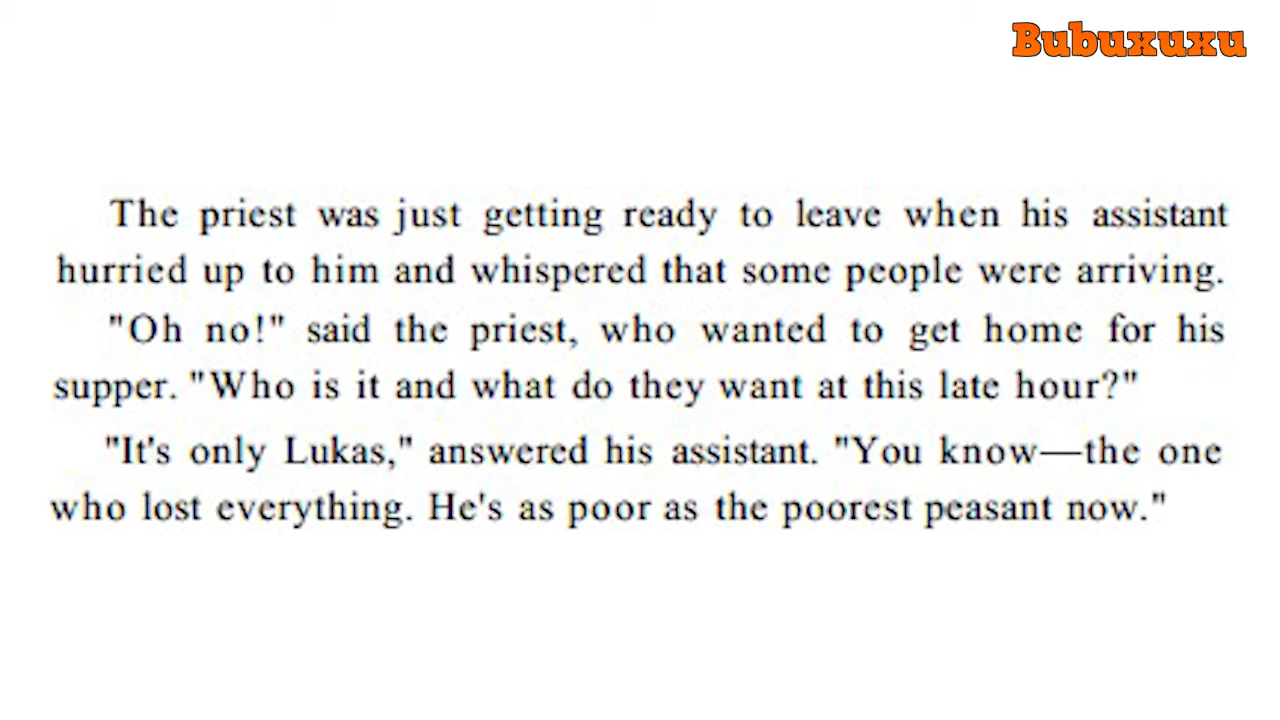 Bubuxuxu
The priest was just getting ready to leave when his assistant
hurried up to him and whispered that some people were arriving.
"Oh no!" said the priest, who wanted to get home for his
supper. "Who is it and what do they want at this late hour?"
"It's only Lukas," answered his assistant. "You know—the one
who lost everything. He's as poor as the poorest peasant now."